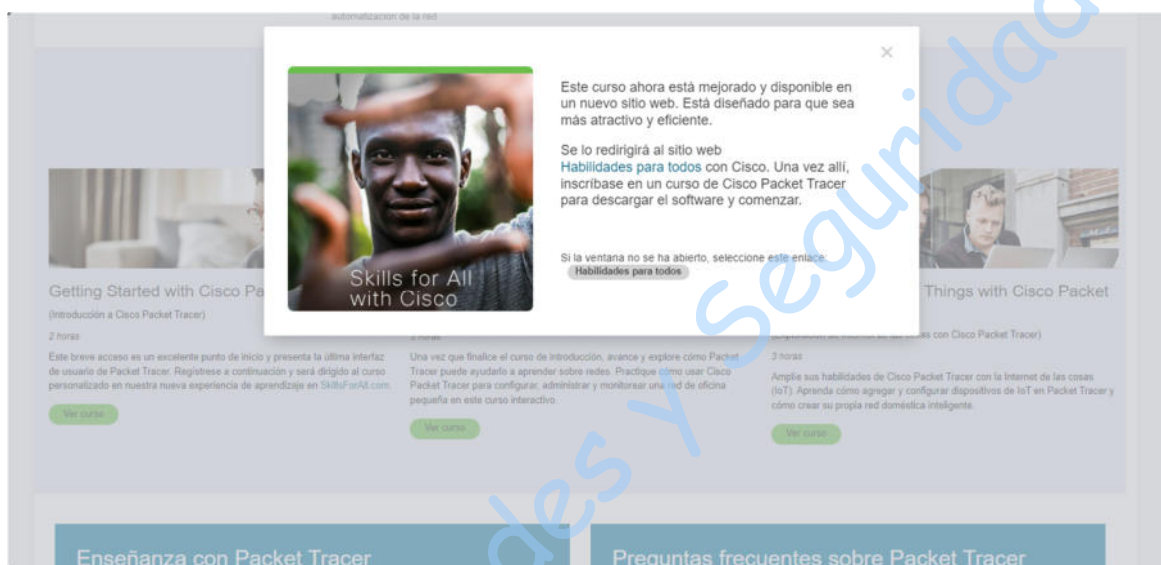 automatización de la red
×
Este curso ahora está mejorado y disponible en
un nuevo sitio web. Está diseñado para que sea
más atractivo y eficiente.
Se lo redirigirá al sitio web
Habilidades para todos con Cisco. Una vez allí,
inscríbase en un curso de Cisco Packet Tracer
para descargar el software y comenzar.
Si la ventana no se ha abierto, seleccione este enlace:
Habilidades para todos
Skills for All
with Cisco
Getting Started with Cisco Pa
(Introducción a Cisco Packet Tracer)
2 horas
Este breve acceso es un excelente punto de inicio y presenta la última interfaz
de usuario de Packet Tracer. Regístrese a continuación y será dirigido al curso
personalizado en nuestra nueva experiencia de aprendizaje en SkillsForAll.com.
Ver curso
2 horas
Una vez que finalice el curso de introducción, avance y explore cómo Packet
Tracer puede ayudarlo a aprender sobre redes. Practique cómo usar Cisco
Packet Tracer para configurar, administrar y monitorear una red de oficina
pequeña en este curso interactivo.
Ver curso
Things with Cisco Packet
con Cisco Packet Tracer)
3 horas
Amplíe sus habilidades de Cisco Packet Tracer con la Internet de las cosas
(IoT). Aprenda cómo agregar y configurar dispositivos de IoT en Packet Tracer y
cómo crear su propia red doméstica inteligente.
Ver curso
Enseñanza con Packet Tracer
Preguntas frecuentes sobre Packet Tracer
des y Seguridad